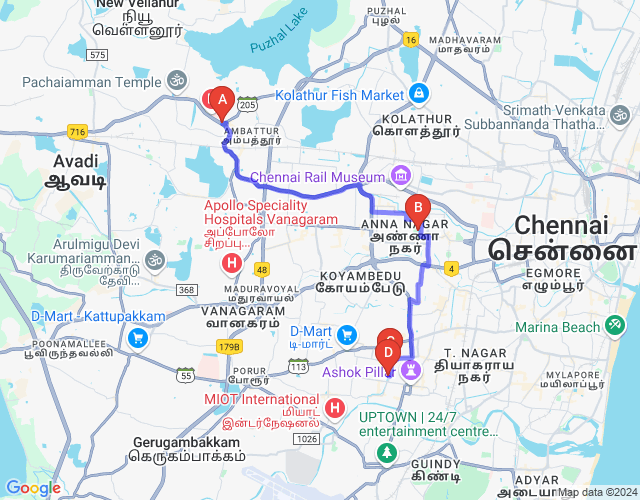 New Vellanur
நியூ
வெள்ளனூர்
PUZHAL
புழல்
Puzhal Lake
16
MADHAVARAM
மாதவரம்
575
Pachaiamman Temple
A
205
Kolathur Fish Market
KOLATHUR
கொளத்தூர்
Srimath Venkata
Subbannanda Thatha...
716
AMBATTUR
அம்பத்தூர்
Avadi
ஆவடி
Chennai Rail Museum
Apollo Speciality
Hospitals Vanagaram
அப்போலோ
சிறப்பு...
B
ANNA NAGAR
அண்ணா
நகர்
Chennai
சென்னை
Arulmigu Devi
Karumariamman...
திருவேற்காடு
தேவி...
H
48
4
KOYAMBEDU
கோயம்பேடு
EGMORE
எழும்பூர்
368
MADURAVOYAL
மதுரவாயல்
VANAGARAM
வானகரம்
D-Mart - Kattupakkam
D-Mart
டி-மார்ட்
Marina Beach
POONAMALLEE
பூவிருந்தவல்லி
179B
D
T. NAGAR
தியாகராய
நகர்
PORUR
போரூர்
113
Ashok Pillar
55
MYLAPORE
மயிலாப்பூர்
MIOT International
மியாட்
இன்டர்நேஷனல்
H
UPTOWN | 24/7
entertainment centre...
1026
Gerugambakkam
கெருகம்பாக்கம்
GUINDY
கிண்டி
ADYAR
அடையார்
Google
Map data ©2024